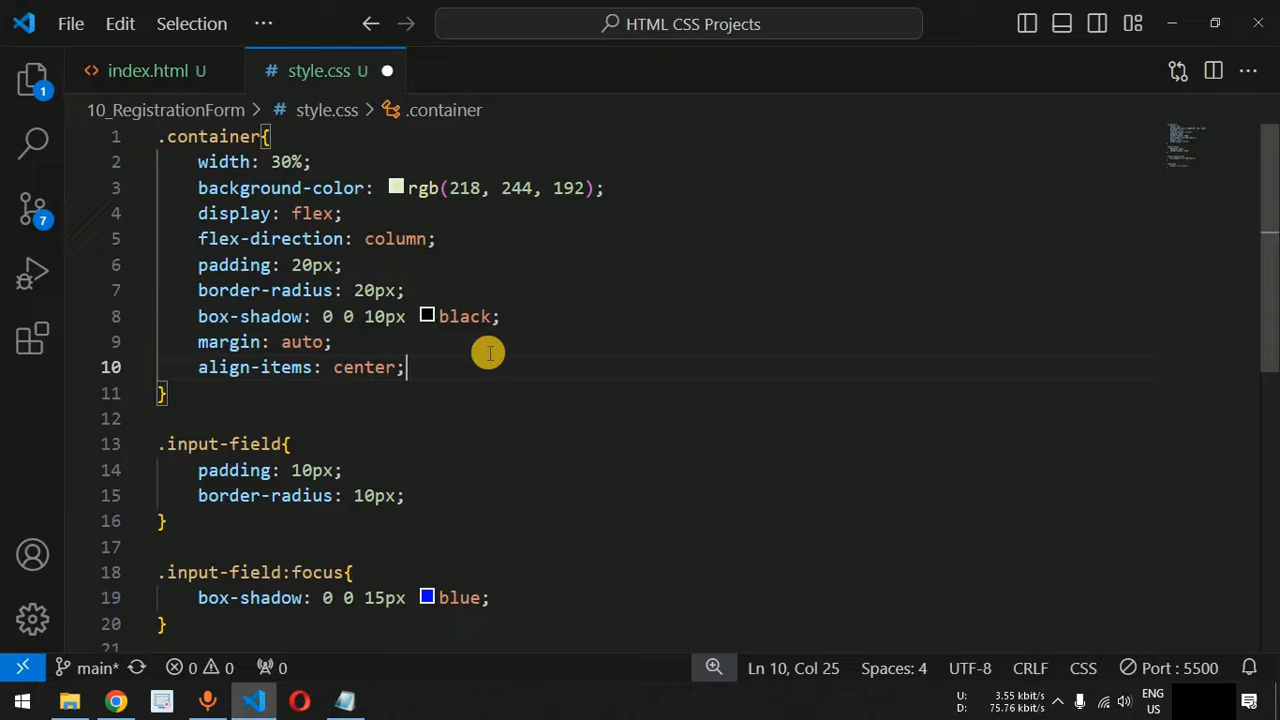 File Edit Selection ··· HTML CSS Projects
index.html U # style.css U
10_RegistrationForm > # style.css > .container
1 .container{
2 width: 30%;
3 background-color: rgb(218, 244, 192);
4 display: flex;
5 flex-direction: column;
6 padding: 20px;
7 border-radius: 20px;
8 box-shadow: 0 0 10px black;
9 margin: auto;
10 align-items: center;
11 }
12
13 .input-field{
14 padding: 10px;
15 border-radius: 10px;
16 }
17
18 .input-field:focus{
19 box-shadow: 0 0 15px blue;
20 }
21
1
7
main* 0 0 0 Ln 10, Col 25 Spaces: 4 UTF-8 CRLF CSS Port : 5500
U: 3.55 kbit/s
D: 75.76 kbit/s
ENG
US